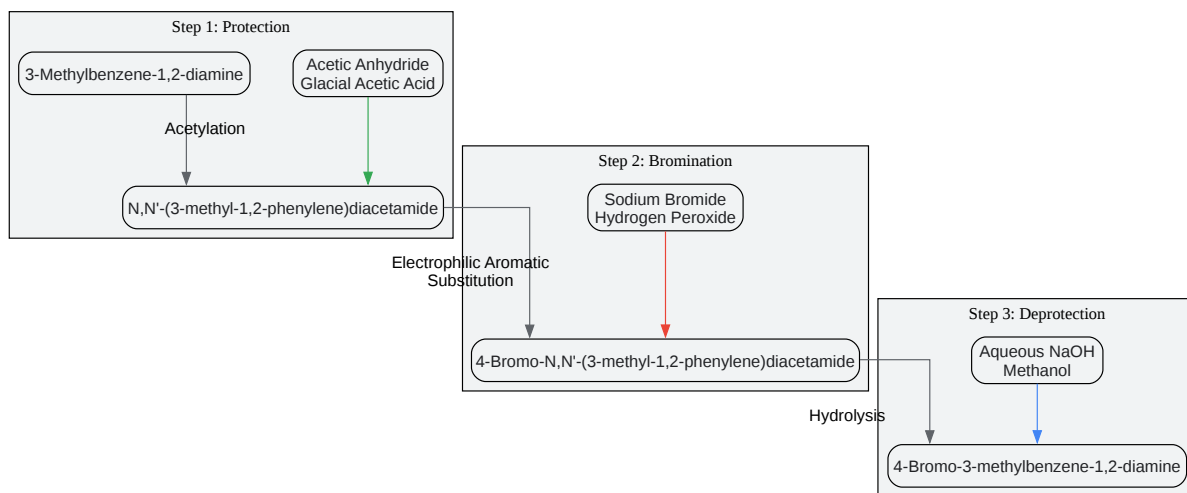 Step 1: Protection
3-Methylbenzene-1,2-diamine
Acetic Anhydride
Glacial Acetic Acid
Acetylation
N,N'-(3-methyl-1,2-phenylene)diacetamide
Step 2: Bromination
Sodium Bromide
Hydrogen Peroxide
Electrophilic Aromatic
Substitution
4-Bromo-N,N'-(3-methyl-1,2-phenylene)diacetamide
Step 3: Deprotection
Aqueous NaOH
Methanol
Hydrolysis
4-Bromo-3-methylbenzene-1,2-diamine